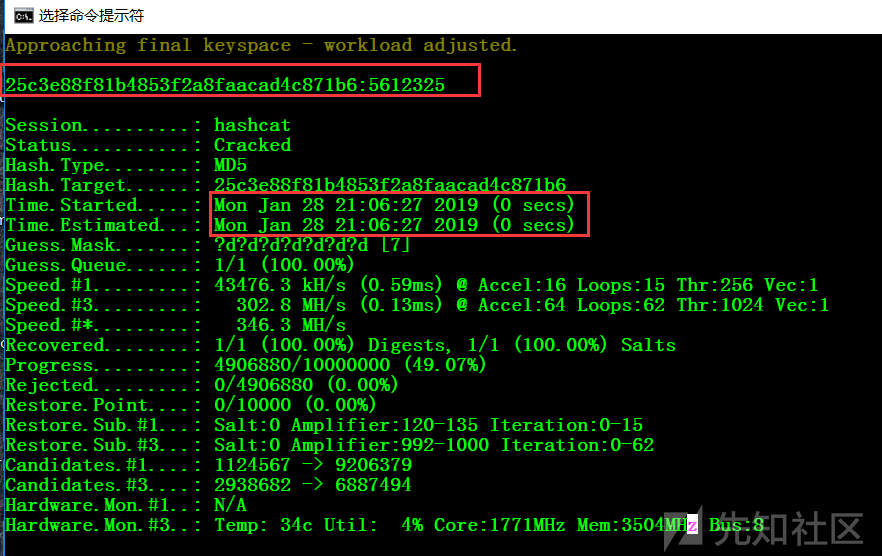 选择命令提示符
Approaching final keyspace - workload adjusted.
25c3e88f81b4853f2a8faacad4c871b6:5612325
Session..........: hashcat
Status...........: Cracked
Hash.Type........: MD5
Hash.Target......: 25c3e88f81b4853f2a8faacad4c871b6
Time.Started.....: Mon Jan 28 21:06:27 2019 (0 secs)
Time.Estimated...: Mon Jan 28 21:06:27 2019 (0 secs)
Guess.Mask.......: ?d?d?d?d?d?d?d [7]
Guess.Queue......: 1/1 (100.00%)
Speed.#1.........: 43476.3 kH/s (0.59ms) @ Accel:16 Loops:15 Thr:256 Vec:1
Speed.#3.........:   302.8 MH/s (0.13ms) @ Accel:64 Loops:62 Thr:1024 Vec:1
Speed.#*.........:   346.3 MH/s
Recovered........: 1/1 (100.00%) Digests, 1/1 (100.00%) Salts
Progress.........: 4906880/10000000 (49.07%)
Rejected.........: 0/4906880 (0.00%)
Restore.Point....: 0/10000 (0.00%)
Restore.Sub.#1...: Salt:0 Amplifier:120-135 Iteration:0-15
Restore.Sub.#3...: Salt:0 Amplifier:992-1000 Iteration:0-62
Candidates.#1....: 1124567 -> 9206379
Candidates.#3....: 2938682 -> 6887494
Hardware.Mon.#1..: N/A
Hardware.Mon.#3..: Temp: 34c Util:  4% Core:1771MHz Mem:3504MHz Bus:8
先知社区